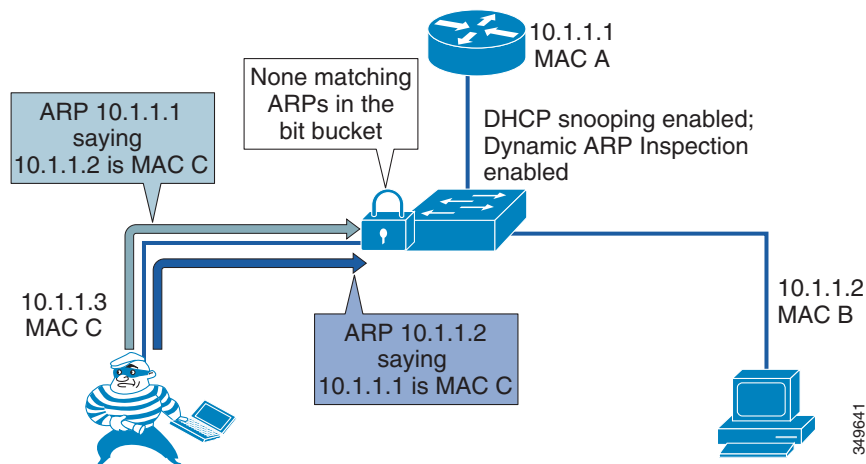 10.1.1.1
MAC A
None matching
ARPs in the
bit bucket
ARP 10.1.1.1
saying
10.1.1.2 is MAC C
DHCP snooping enabled;
Dynamic ARP Inspection
enabled
10.1.1.3
MAC C
ARP 10.1.1.2
saying
10.1.1.1 is MAC C
10.1.1.2
MAC B
349641